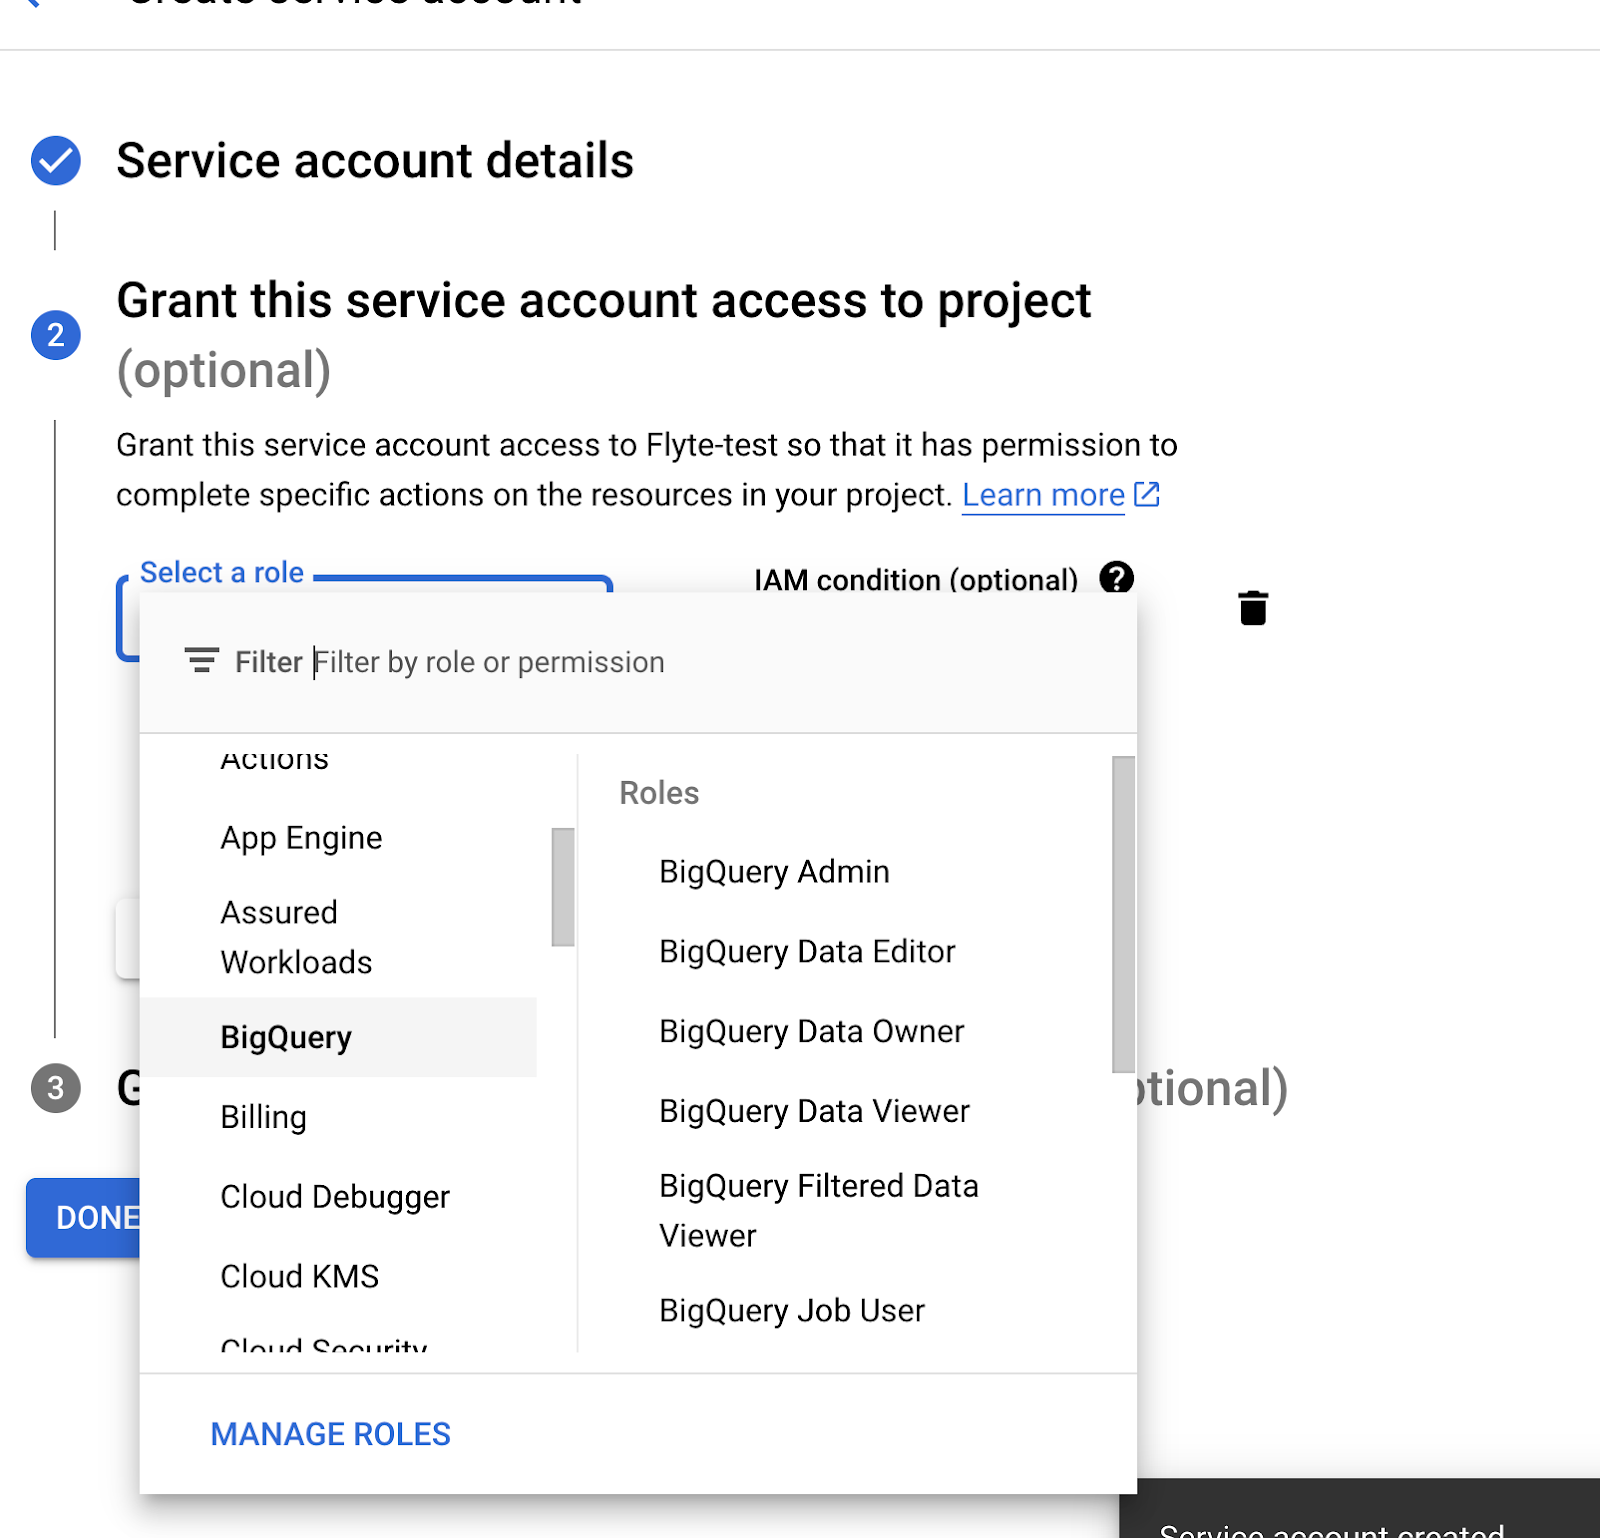 Create service account
Service account details
2
Grant this service account access to project
(optional)
Grant this service account access to Flyte-test so that it has permission to
complete specific actions on the resources in your project. Learn more
Select a role
IAM condition (optional)
?
Filter Filter by role or permission
Actions
App Engine
Assured
Workloads
BigQuery
Billing
Cloud Debugger
Cloud KMS
Cloud Security
Roles
BigQuery Admin
BigQuery Data Editor
BigQuery Data Owner
BigQuery Data Viewer
BigQuery Filtered Data
Viewer
BigQuery Job User
MANAGE ROLES
3
G
ptional)
DONE
Service account created